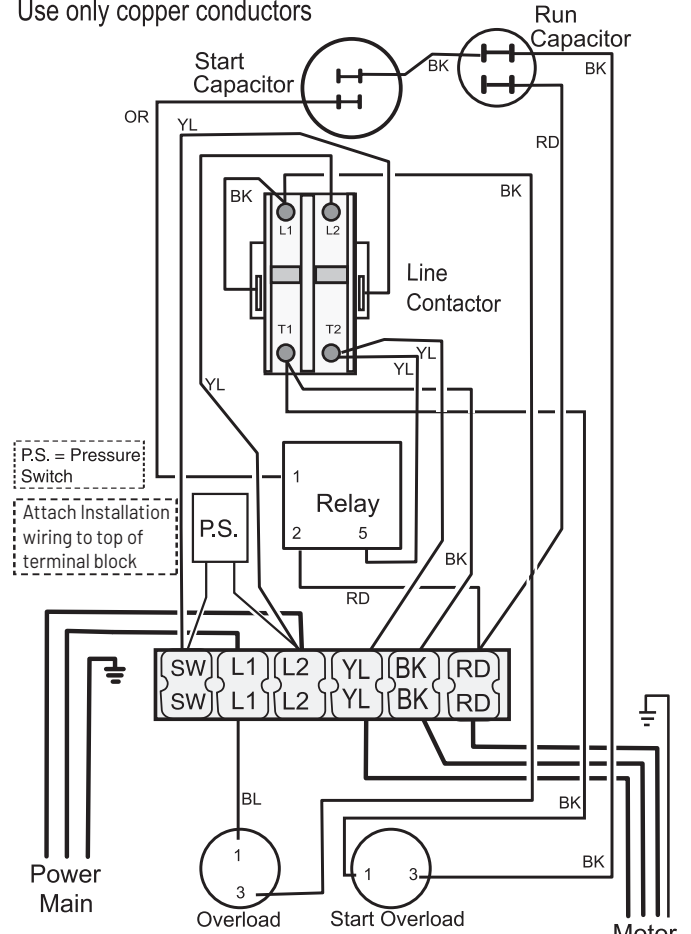 Use only copper conductors
Run
Capacitor
Start
Capacitor
BK
BK
OR
YL
RD
BK
BK
L1
L2
Line
Contactor
T1
T2
YL
YL
YL
P.S. = Pressure
Switch
Attach Installation
wiring to top of
terminal block
P.S.
1
Relay
2
5
BK
RD
SW
L1
L2
YL
BK
RD
SW
L1
L2
YL
BK
RD
BL
BK
1
3
1
3
BK
Power
Main
Overload
Start Overload
Motor